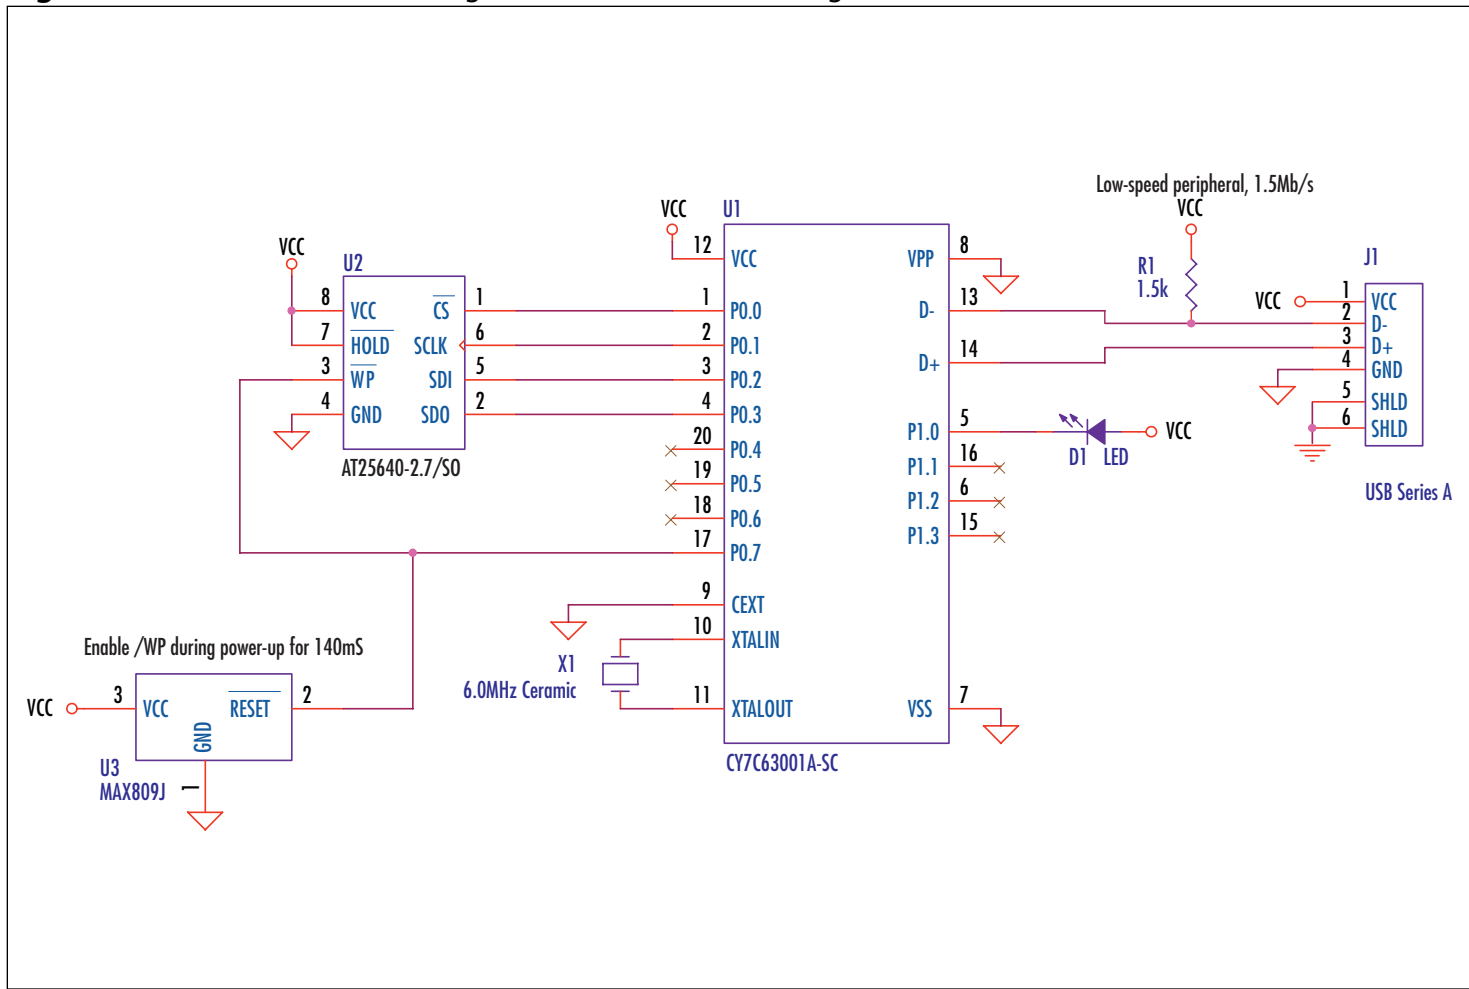 Low-speed peripheral, 1.5Mb/s
VCC
R1
1.5k
J1
VCC
1
VCC
2
D-
3
D+
4
GND
5
SHLD
6
SHLD
USB Series A
VCC
U1
12
VCC
VPP
8
1
P0.0
D-
13
2
P0.1
D+
14
3
P0.2
4
P0.3
20
P0.4
P1.0
5
D1 LED
VCC
19
P0.5
P1.1
16
18
P0.6
P1.2
6
17
P0.7
P1.3
15
9
CEXT
10
XTALIN
11
XTALOUT
VSS
7
CY7C63001A-SC
X1
6.0MHz Ceramic
VCC
U2
8
VCC
CS
1
7
HOLD
SCLK
6
3
WP
SDI
5
4
GND
SDO
2
AT25640-2.7/SO
Enable /WP during power-up for 140mS
VCC
3
VCC
RESET
2
GND
1
U3
MAX809J